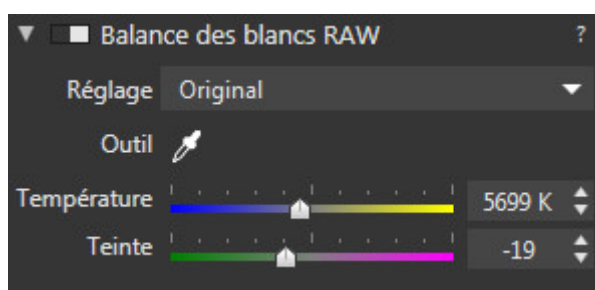 Balance des blancs RAW ?
Réglage Original
Outil
Température 5699 K
Teinte -19